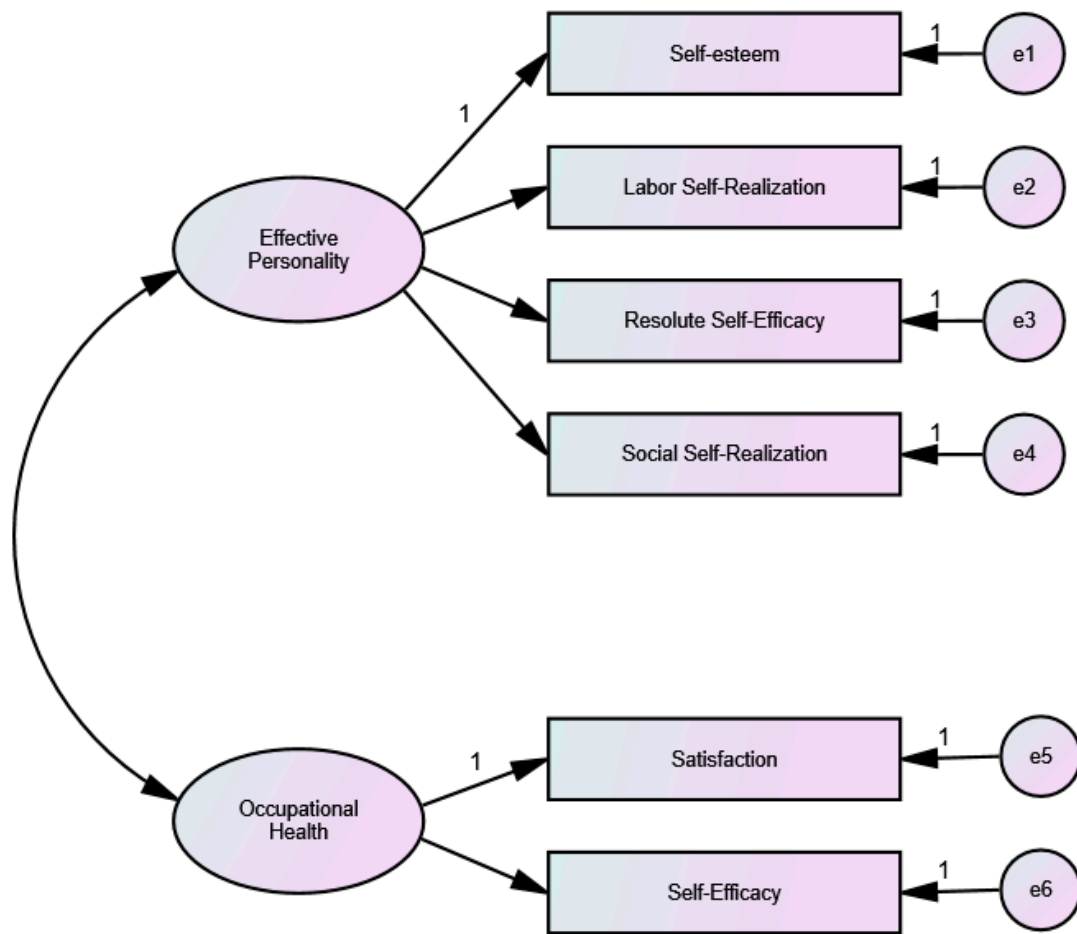 1
Self-esteem
1
e1
Labor Self-Realization
1
e2
Effective
Personality
Resolute Self-Efficacy
1
e3
Social Self-Realization
1
e4
1
Satisfaction
1
e5
Occupational
Health
Self-Efficacy
1
e6